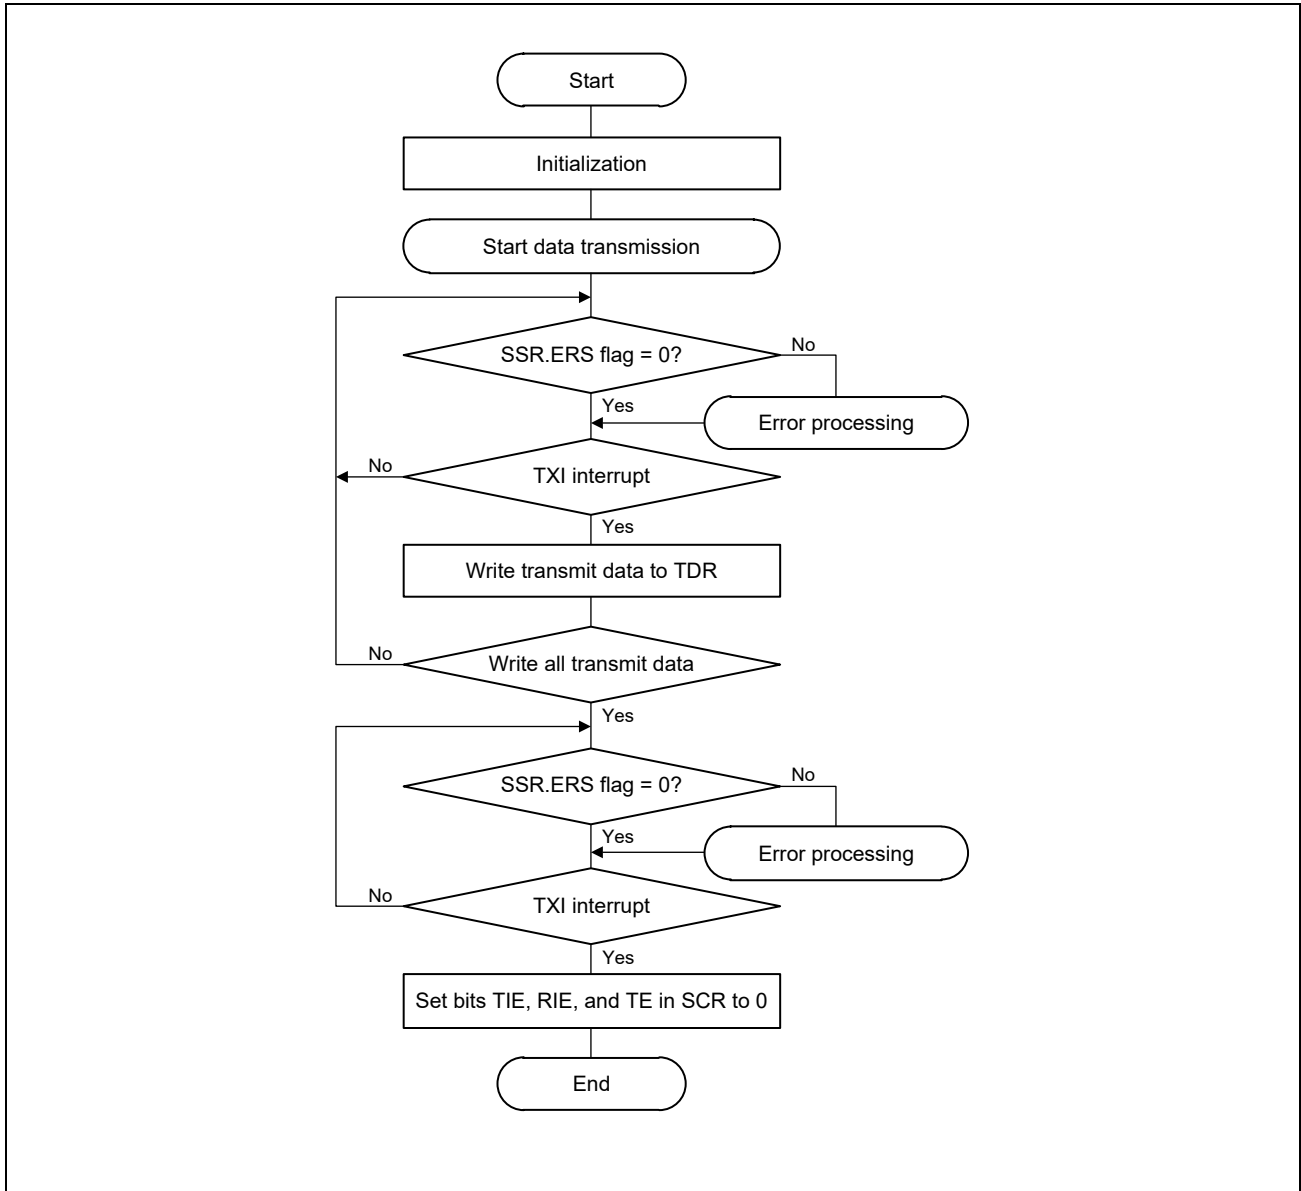 Start
Initialization
Start data transmission
SSR.ERS flag = 0?
No
Yes
Error processing
No
TXI interrupt
Yes
Write transmit data to TDR
No
Write all transmit data
Yes
SSR.ERS flag = 0?
No
Yes
Error processing
No
TXI interrupt
Yes
Set bits TIE, RIE, and TE in SCR to 0
End